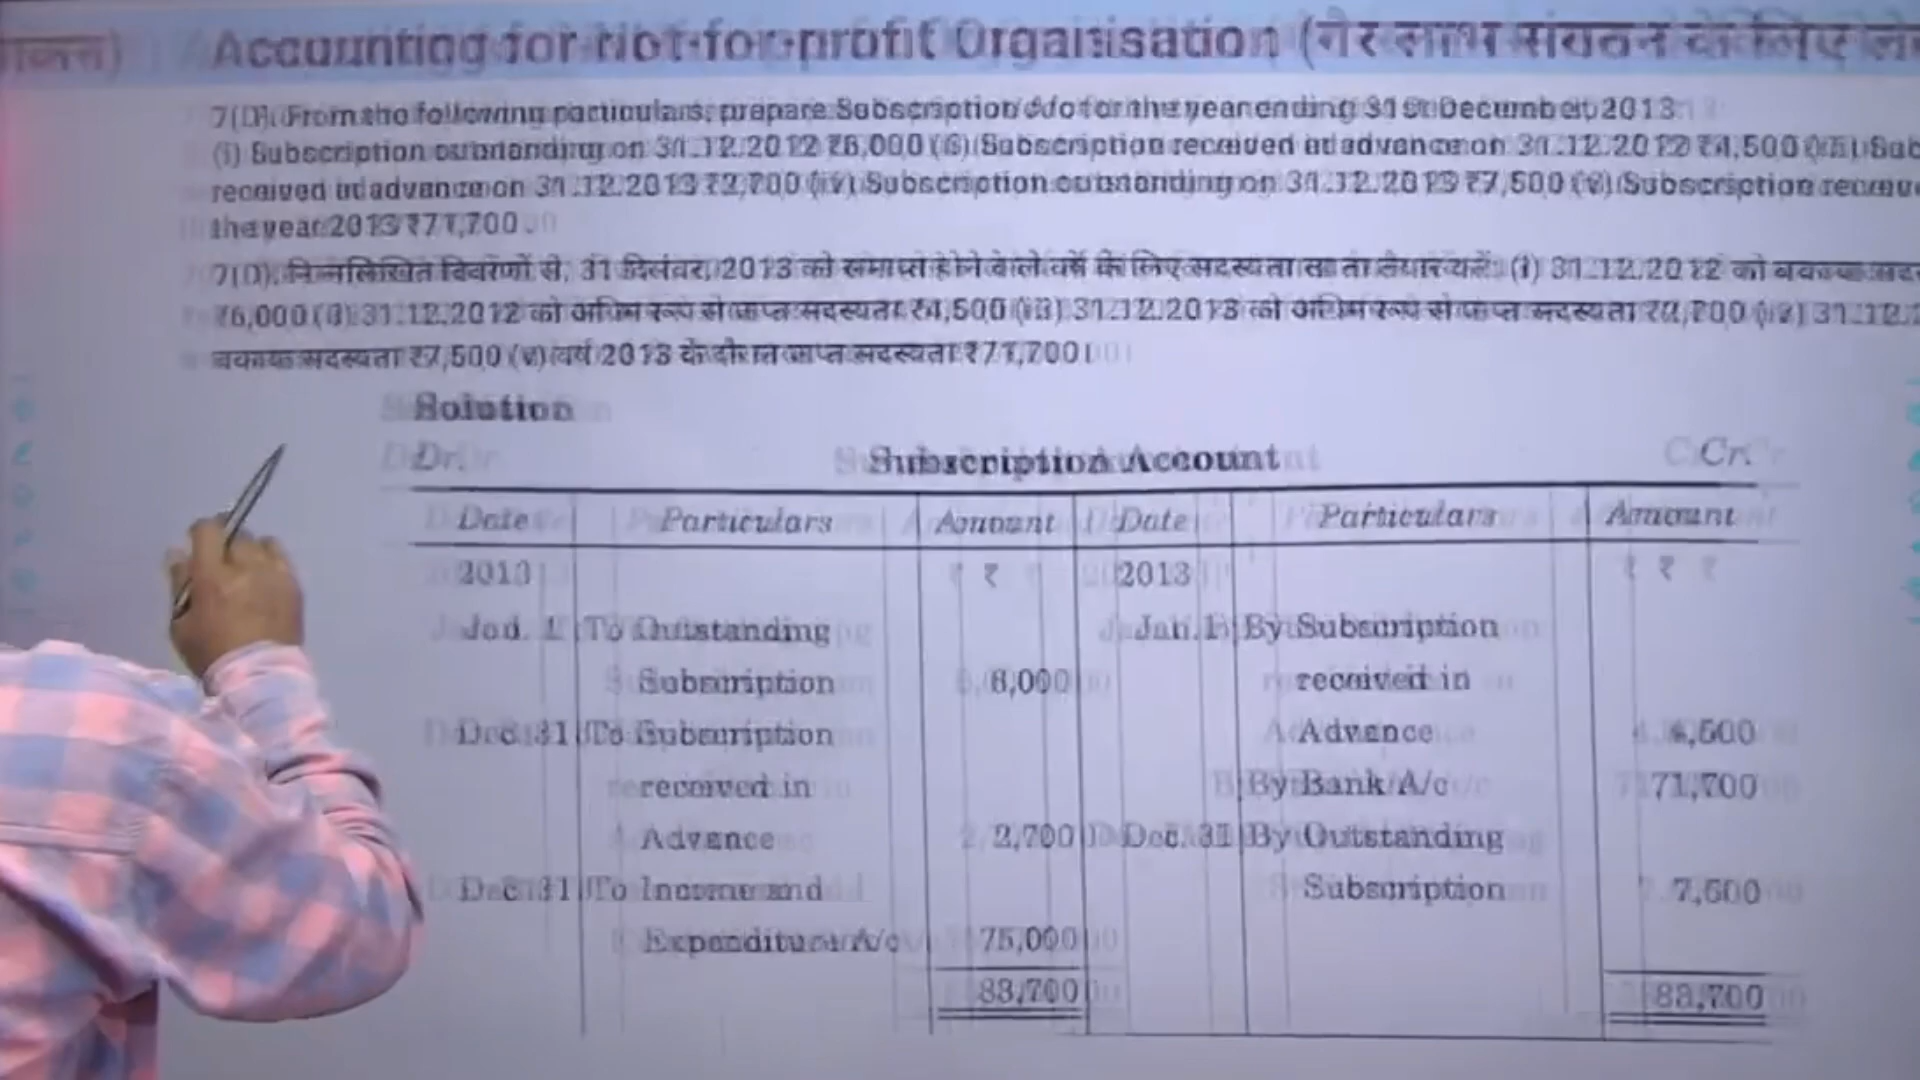 Accounting for Not-for-profit Organisation (गैर लाभ संगठन के लिए
7(D). From the following particulars, prepare Subscription A/c for the year ending 31st December, 2013.
(i) Subscription outstanding on 31.12.2012 ₹6,000 (ii) Subscription received in advance on 31.12.2012 ₹4,500 (iii) Sub
received in advance on 31.12.2013 ₹2,700 (iv) Subscription outstanding on 31.12.2013 ₹7,500 (v) Subscription
the year 2013 ₹71,700.
7(D). निम्नलिखित विवरणों से, 31 दिसंबर, 2013 को समाप्त होने वाले वर्ष के लिए सदस्यता खाता तैयार करें: (i) 31.12.2012 को बकाया
₹6,000 (ii) 31.12.2012 को अग्रिम रूप से प्राप्त सदस्यता ₹4,500 (iii) 31.12.2013 को अग्रिम रूप से प्राप्त सदस्यता ₹2,700 (iv) 31.12.
बकाया सदस्यता ₹7,500 (v) वर्ष 2013 के दौरान प्राप्त सदस्यता ₹71,700।
Solution
Dr. Subscription Account Cr.
Date Particulars Amount Date Particulars Amount
2013 ₹ 2013 ₹
Jan. 1 To Outstanding Jan. 1 By Subscription
Subscription 6,000 received in
Dec. 31 To Subscription Advance 4,500
received in By Bank A/c 71,700
Advance 2,700 Dec. 31 By Outstanding
Dec. 31 To Income and Subscription 7,500
Expenditure A/c 75,000
83,700 83,700